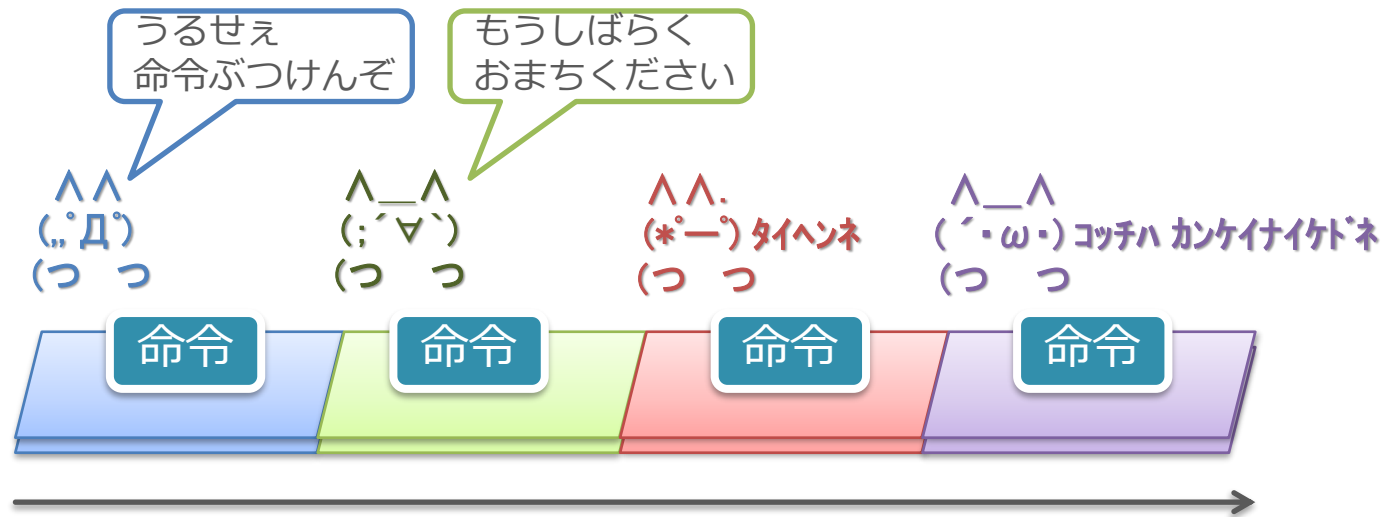 うるせぇ
命令ぶつけんぞ
もうしばらく
おまちください
∧∧
(,,ﾟДﾟ)
(つ　つ
∧＿∧
(;´∀｀)
(つ　つ
∧∧.
(*ﾟーﾟ) ﾀｲﾍﾝﾈ
(つ　つ
∧＿∧
( ´・ω・) ｺｯﾁﾊ ｶﾝｹｲﾅｲｹﾄﾞﾈ
(つ　つ
命令
命令
命令
命令